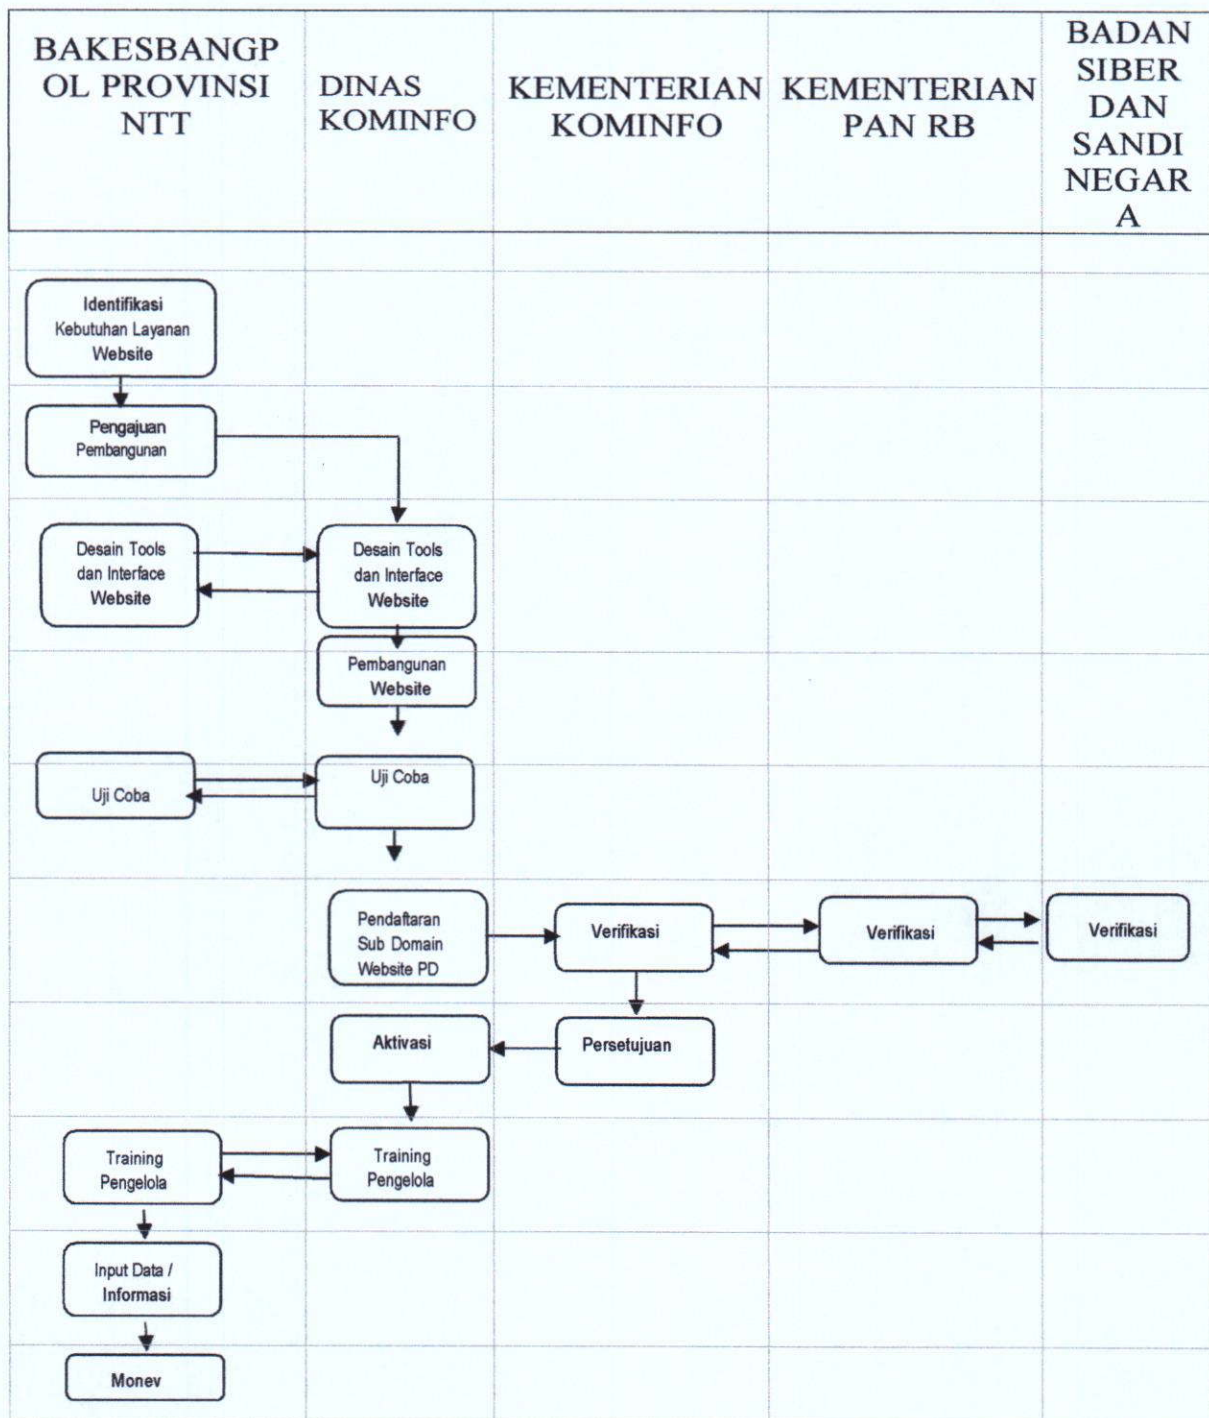 BAKESBANGP
OL PROVINSI
NTT
DINAS
KOMINFO
KEMENTERIAN
KOMINFO
KEMENTERIAN
PAN RB
BADAN
SIBER
DAN
SANDI
NEGAR
A
Identifikasi
Kebutuhan Layanan
Website
Pengajuan
Pembangunan
Desain Tools
dan Interface
Website
Desain Tools
dan Interface
Website
Pembangunan
Website
Uji Coba
Uji Coba
Pendaftaran
Sub Domain
Website PD
Verifikasi
Verifikasi
Verifikasi
Aktivasi
Persetujuan
Training
Pengelola
Training
Pengelola
Input Data /
Informasi
Monev